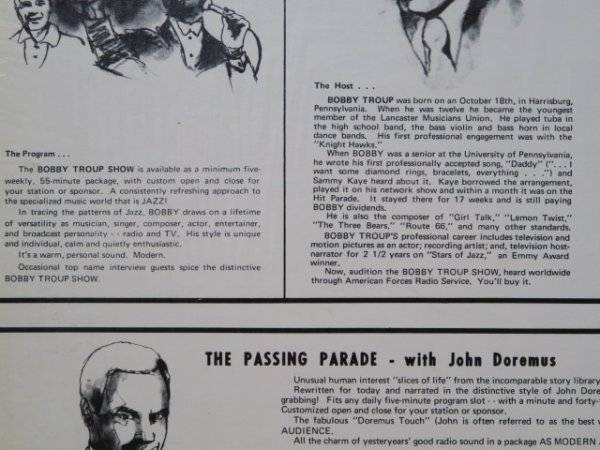 The Program . . .
The BOBBY TROUP SHOW is available as a minimum five-
weekly, 55-minute package, with custom open and close for
your station or sponsor. A consistently refreshing approach to
the specialized music world that is JAZZ!
In tracing the patterns of Jazz, BOBBY draws on a lifetime
of versatility as musician, singer, composer, actor, entertainer,
and broadcast personality - - radio and TV. His style is unique
and individual, calm and quietly enthusiastic.
It's a warm, personal sound. Modern.
Occasional top name interview guests spice the distinctive
BOBBY TROUP SHOW.
The Host . . .
BOBBY TROUP was born on an October 18th, in Harrisburg,
Pennsylvania. When he was twelve he became the youngest
member of the Lancaster Musicians Union. He played tuba in
the high school band, the bass violin and bass horn in local
dance bands. His first professional engagement was with the
"Knight Hawks."
When BOBBY was a senior at the University of Pennsylvania,
he wrote his first professionally accepted song, "Daddy" (". . . I
want some diamond rings, bracelets, everything . . .") and
Sammy Kaye heard about it. Kaye borrowed the arrangement,
played it on his network show and within a month it was on the
Hit Parade. It stayed there for 17 weeks and is still paying
BOBBY dividends.
He is also the composer of "Girl Talk," "Lemon Twist,"
"The Three Bears," "Route 66," and many other standards.
BOBBY TROUP'S professional career includes television and
motion pictures as an actor; recording artist; and, television host-
narrator for 2 1/2 years on "Stars of Jazz," an Emmy Award
winner.
Now, audition the BOBBY TROUP SHOW, heard worldwide
through American Forces Radio Service. You'll buy it.
THE PASSING PARADE - with John Doremus
Unusual human interest "slices of life" from the incomparable story library
Rewritten for today and narrated in the distinctive style of John
grabbing! Fits any daily five-minute program slot - - with a minute and
Customized open and close for your station or sponsor.
The fabulous "Doremus Touch" (John is often referred to as the best
AUDIENCE.
All the charm of yesteryears' good radio sound in a package AS MODERN